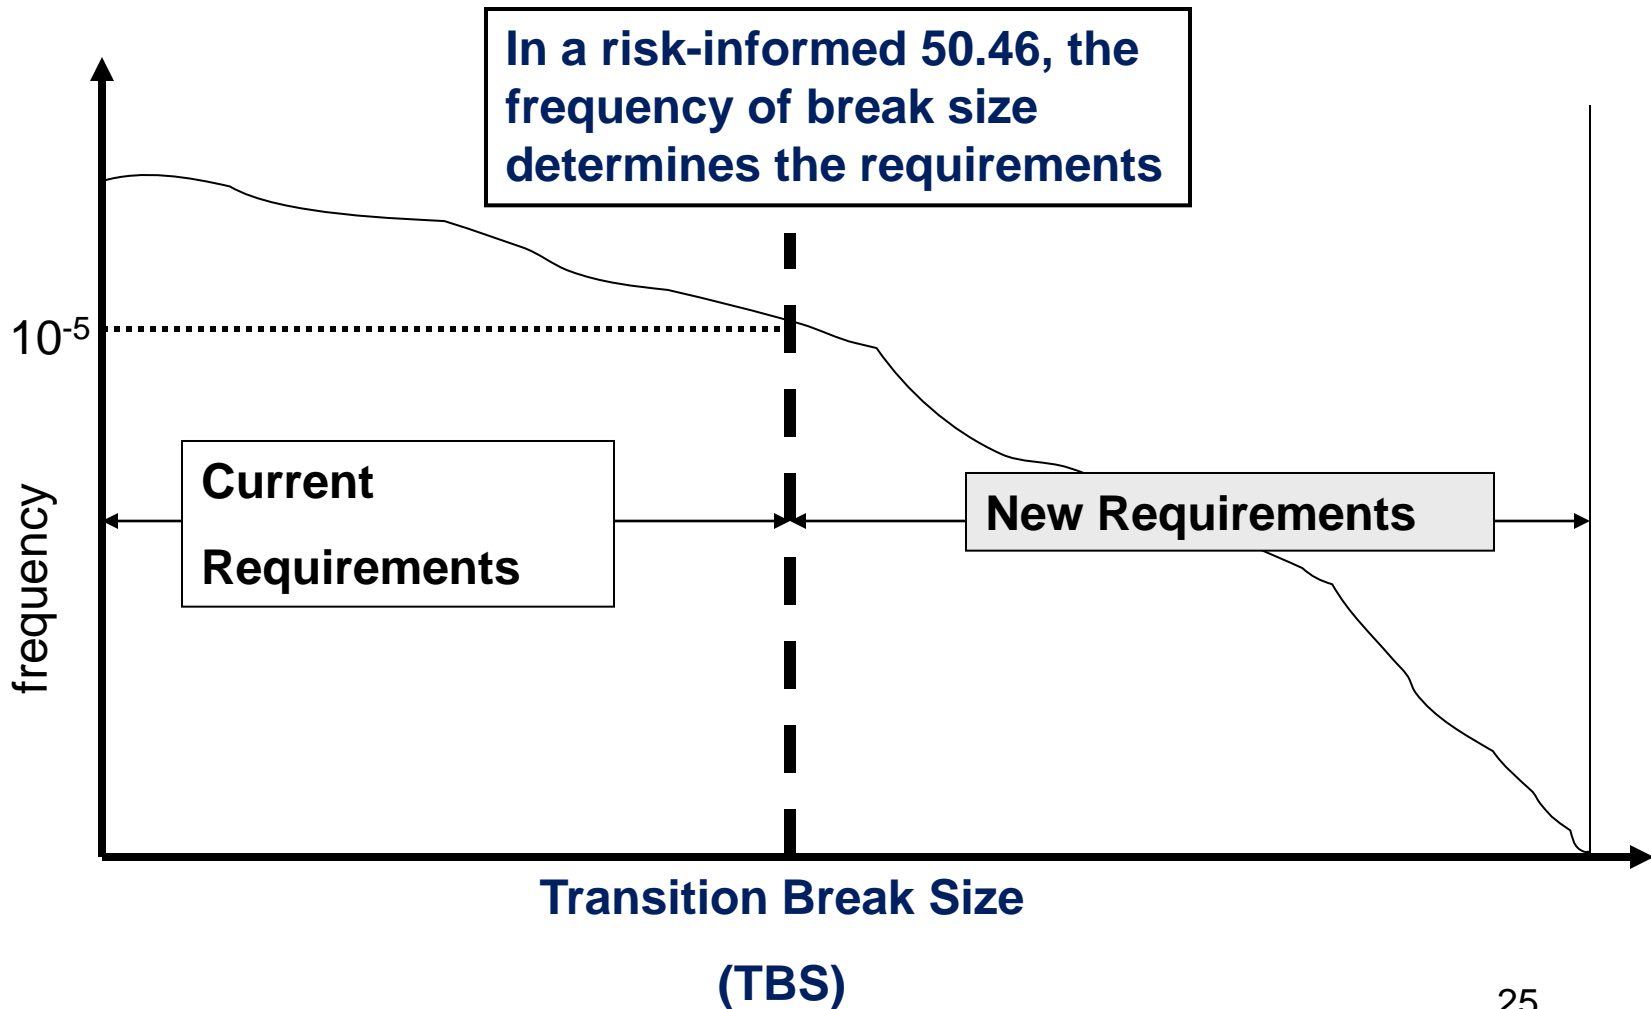 In a risk-informed 50.46, the
frequency of break size
determines the requirements
10-5
frequency
Current
Requirements
New Requirements
Transition Break Size
(TBS)
25